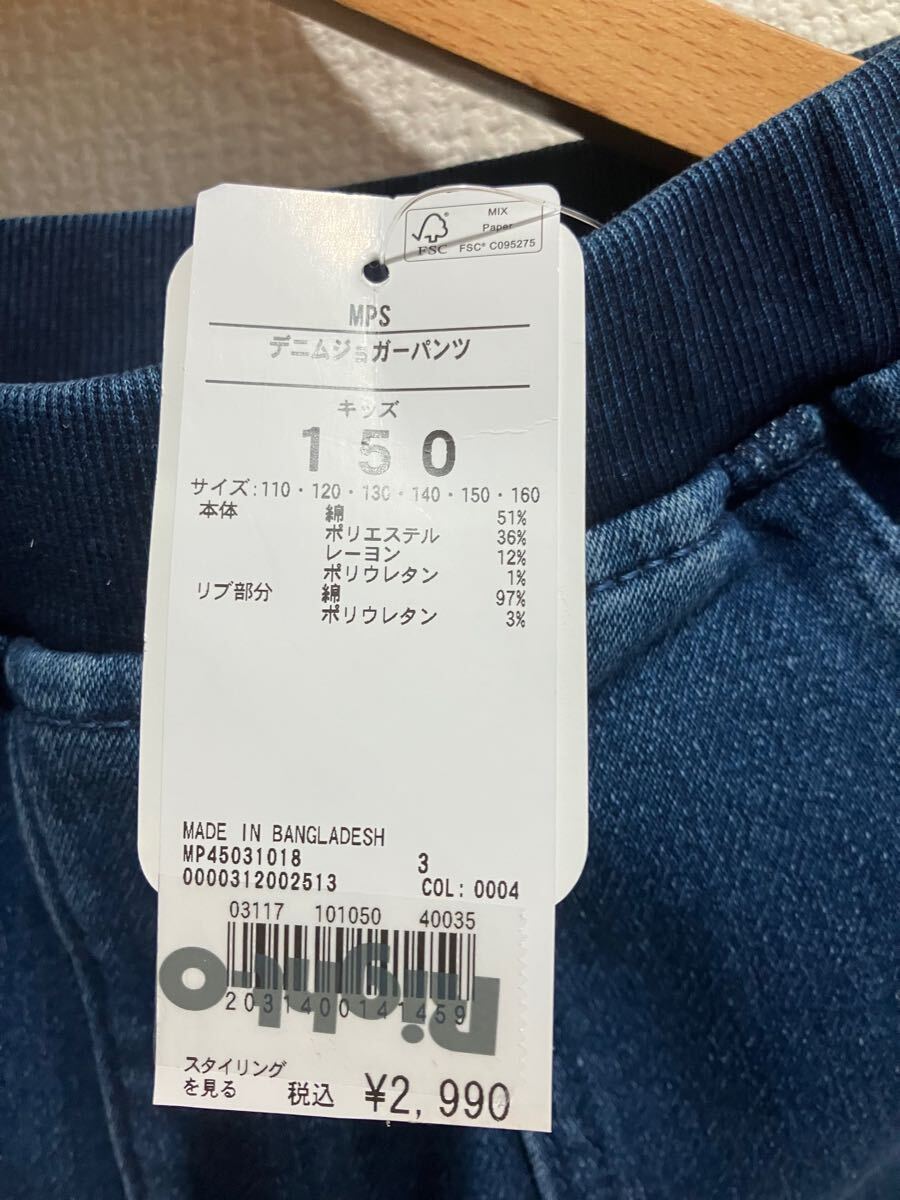 MIX
Paper
FSC
FSC® C095275
MPS
デニムジョガーパンツ
キッズ
150
サイズ:110・120・130・140・150・160
本体 綿 51%
ポリエステル 36%
レーヨン 12%
ポリウレタン 1%
リブ部分 綿 97%
ポリウレタン 3%
MADE IN BANGLADESH
MP45031018 3
0000312002513 COL: 0004
03117 101050 40035
2031400141459
スタイリング
を見る 税込 ¥2,990